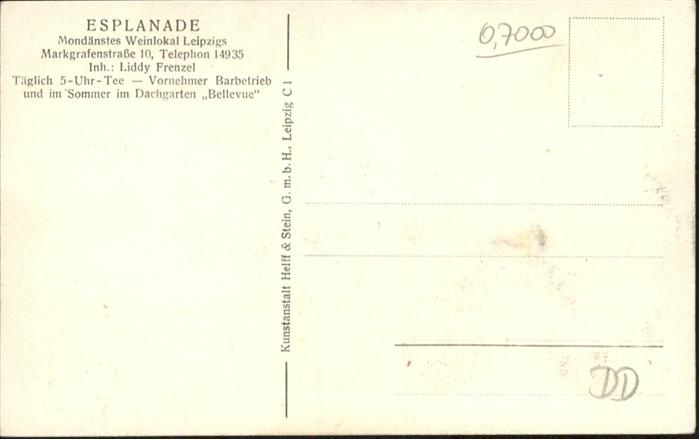 ESPLANADE
Mondänstes Weinlokal Leipzigs
Markgrafenstraße 10, Telephon 14935
Inh.: Liddy Frenzel
Täglich 5-Uhr-Tee — Vornehmer Barbetrieb
und im Sommer im Dachgarten „Bellevue“
Kunstanstalt Helff & Stein, G. m. b. H., Leipzig C 1
0,7000
DD